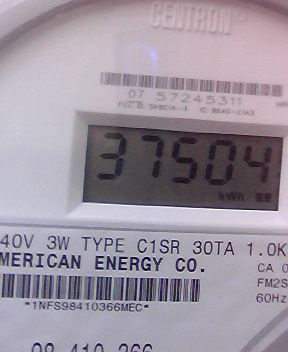 CENTRON®
07 57245311
37504
kWh
40V 3W TYPE C1SR 30TA 1.0K
MERICAN ENERGY CO.
CA 0
FM2S
60Hz
*1NFS98410366MEC*
98 410 366